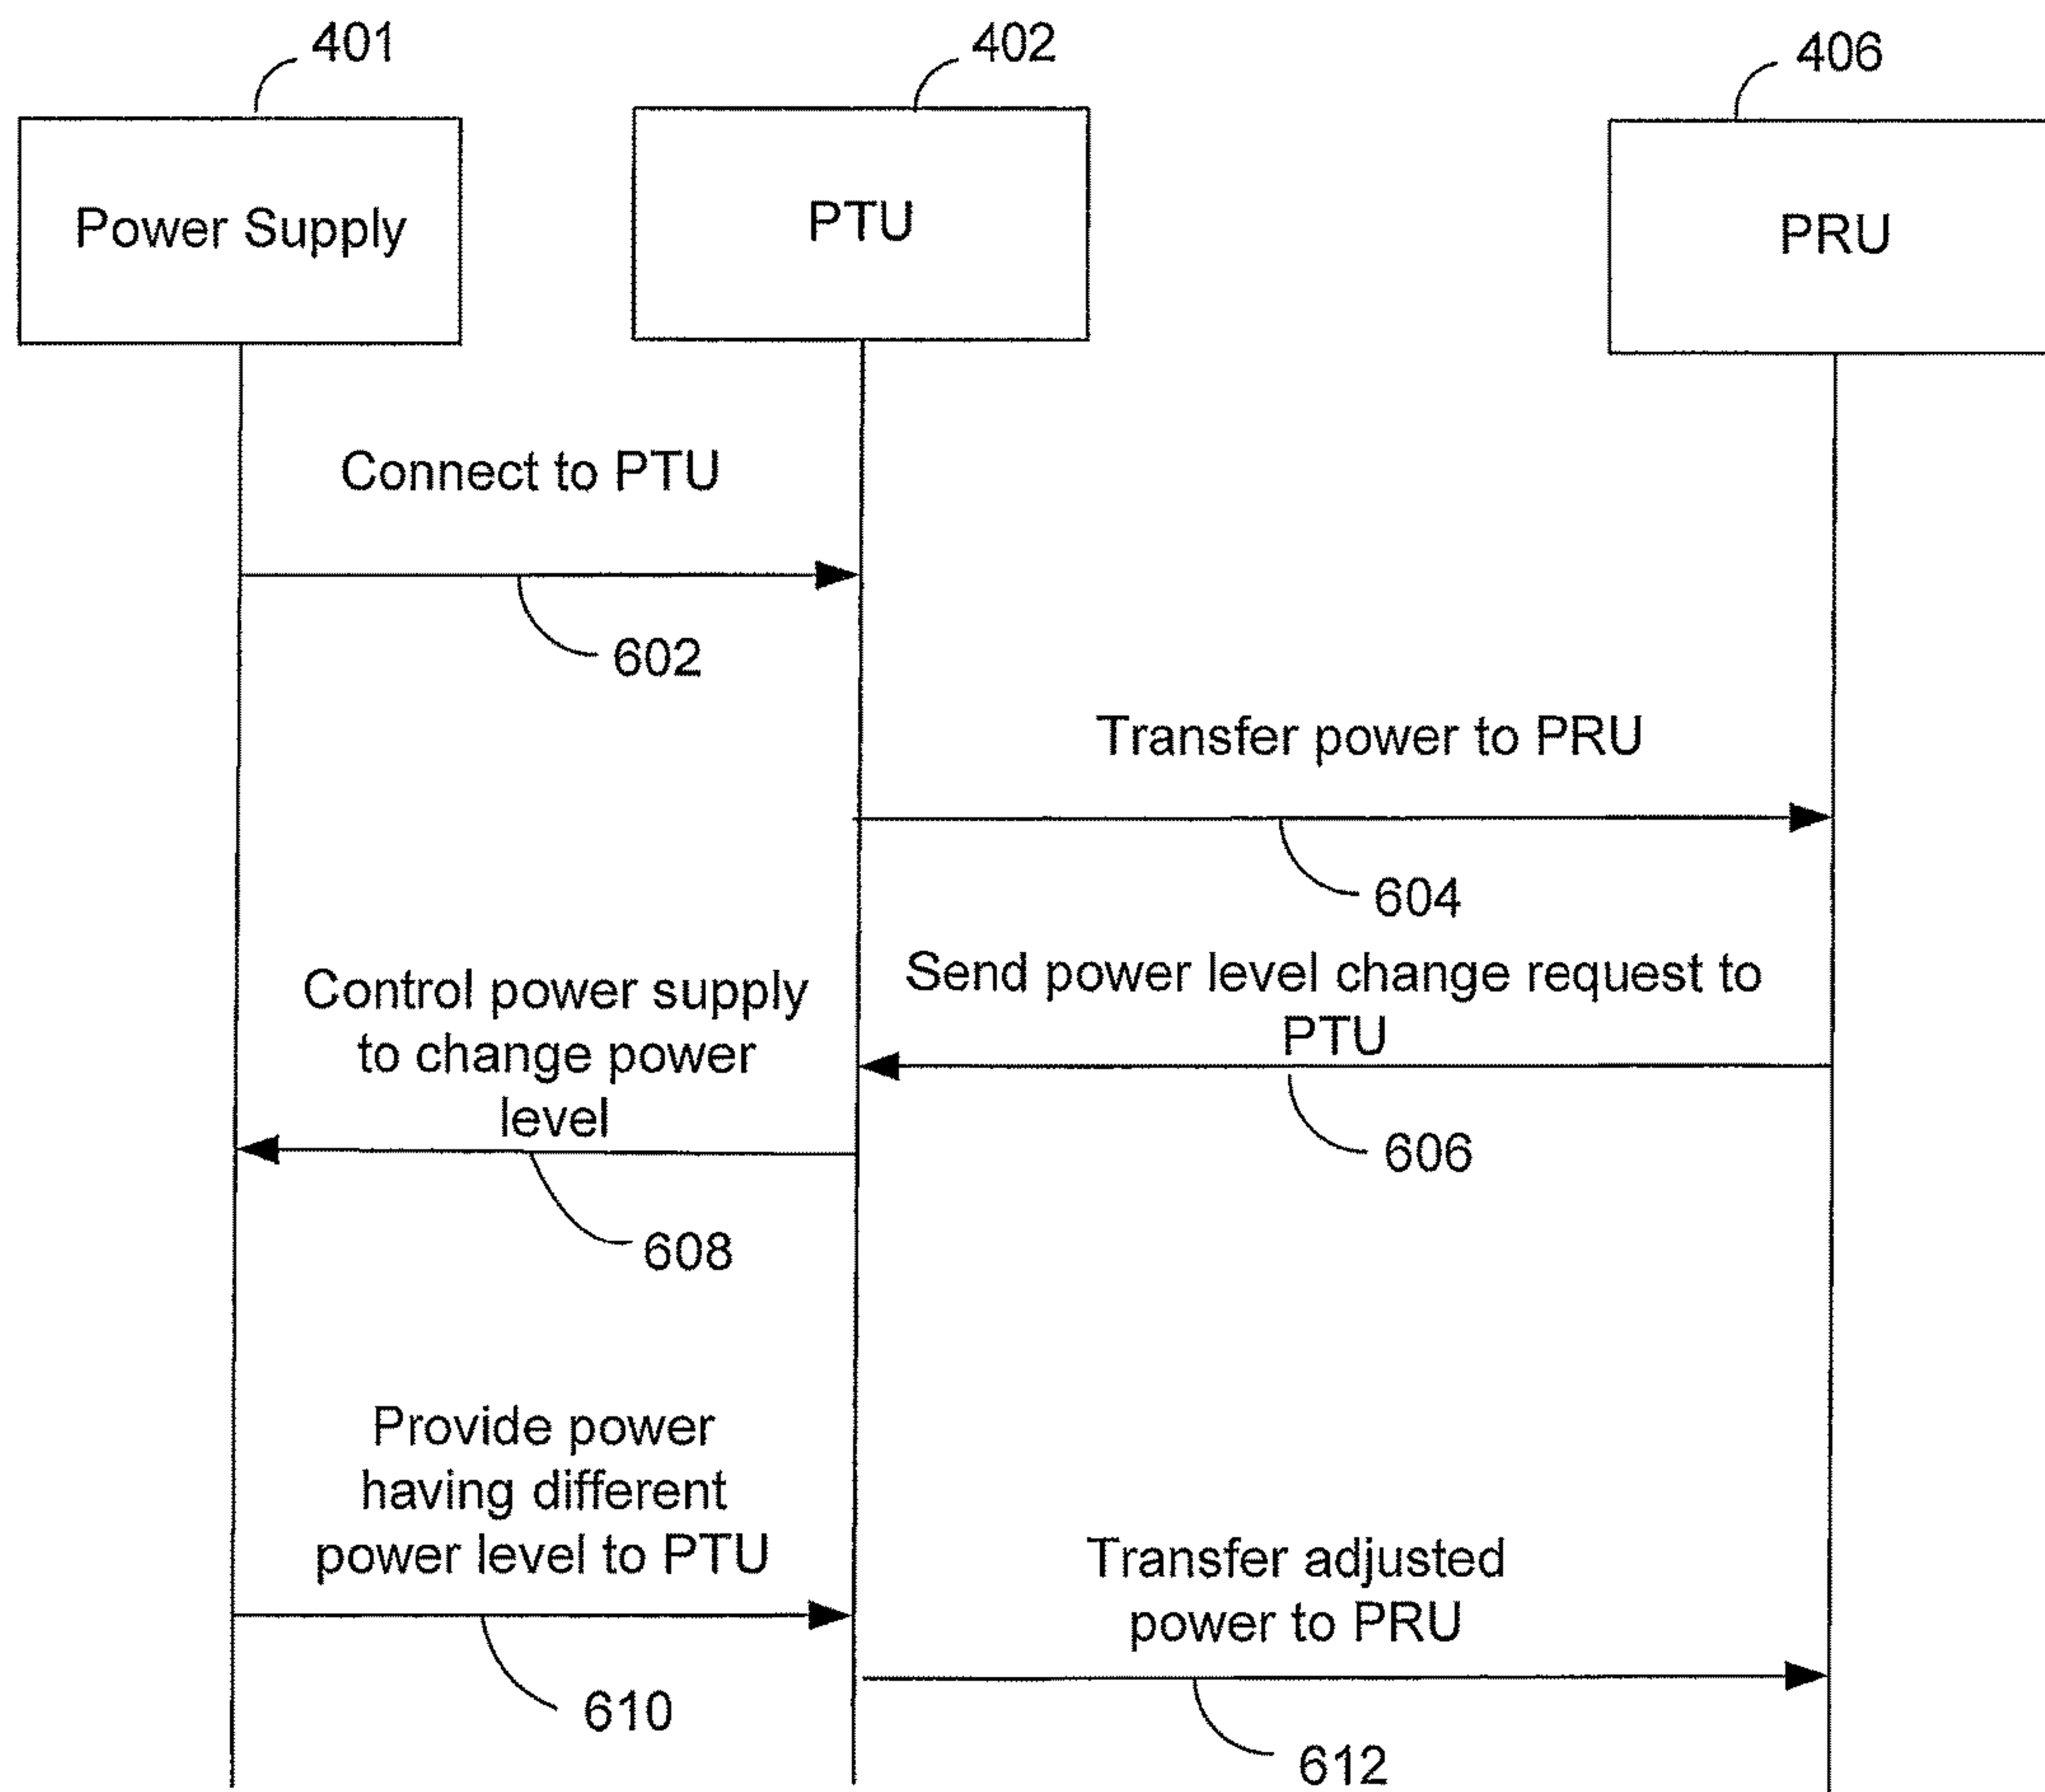 401
402
406
Power Supply
PTU
PRU
Connect to PTU
602
Transfer power to PRU
604
Send power level change request to
PTU
606
Control power supply
to change power
level
608
Provide power
having different
power level to PTU
610
Transfer adjusted
power to PRU
612